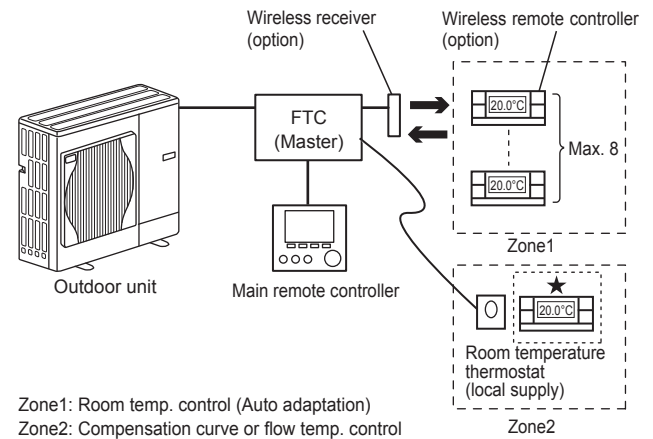 Wireless receiver
(option)
Wireless remote controller
(option)
FTC
(Master)
20.0°C
Max. 8
20.0°C
Zone1
Outdoor unit
Main remote controller
★
20.0°C
Room temperature
thermostat
(local supply)
Zone2
Zone1: Room temp. control (Auto adaptation)
Zone2: Compensation curve or flow temp. control